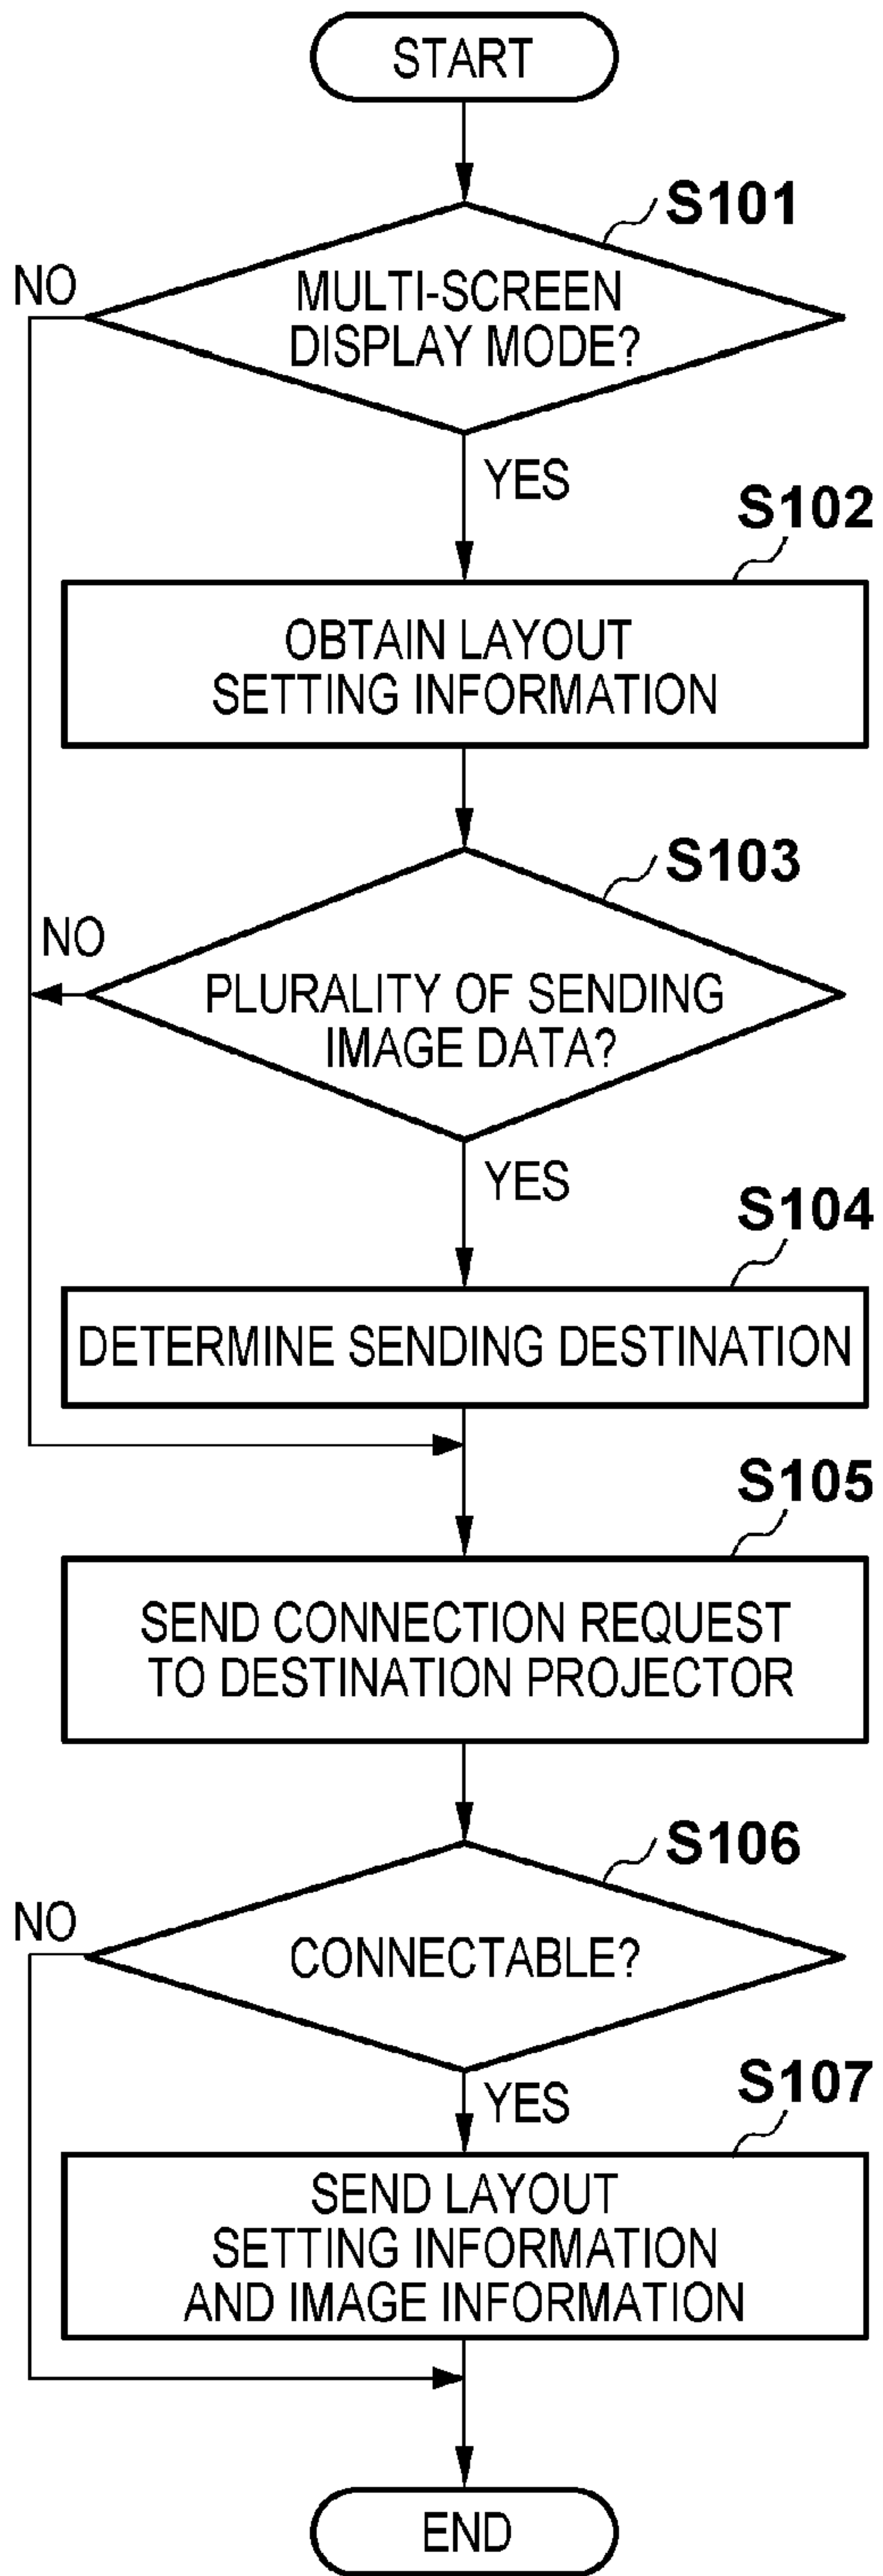 START
S101
NO
MULTI-SCREEN
DISPLAY MODE?
YES
S102
OBTAIN LAYOUT
SETTING INFORMATION
S103
NO
PLURALITY OF SENDING
IMAGE DATA?
YES
S104
DETERMINE SENDING DESTINATION
S105
SEND CONNECTION REQUEST
TO DESTINATION PROJECTOR
S106
NO
CONNECTABLE?
YES
S107
SEND LAYOUT
SETTING INFORMATION
AND IMAGE INFORMATION
END